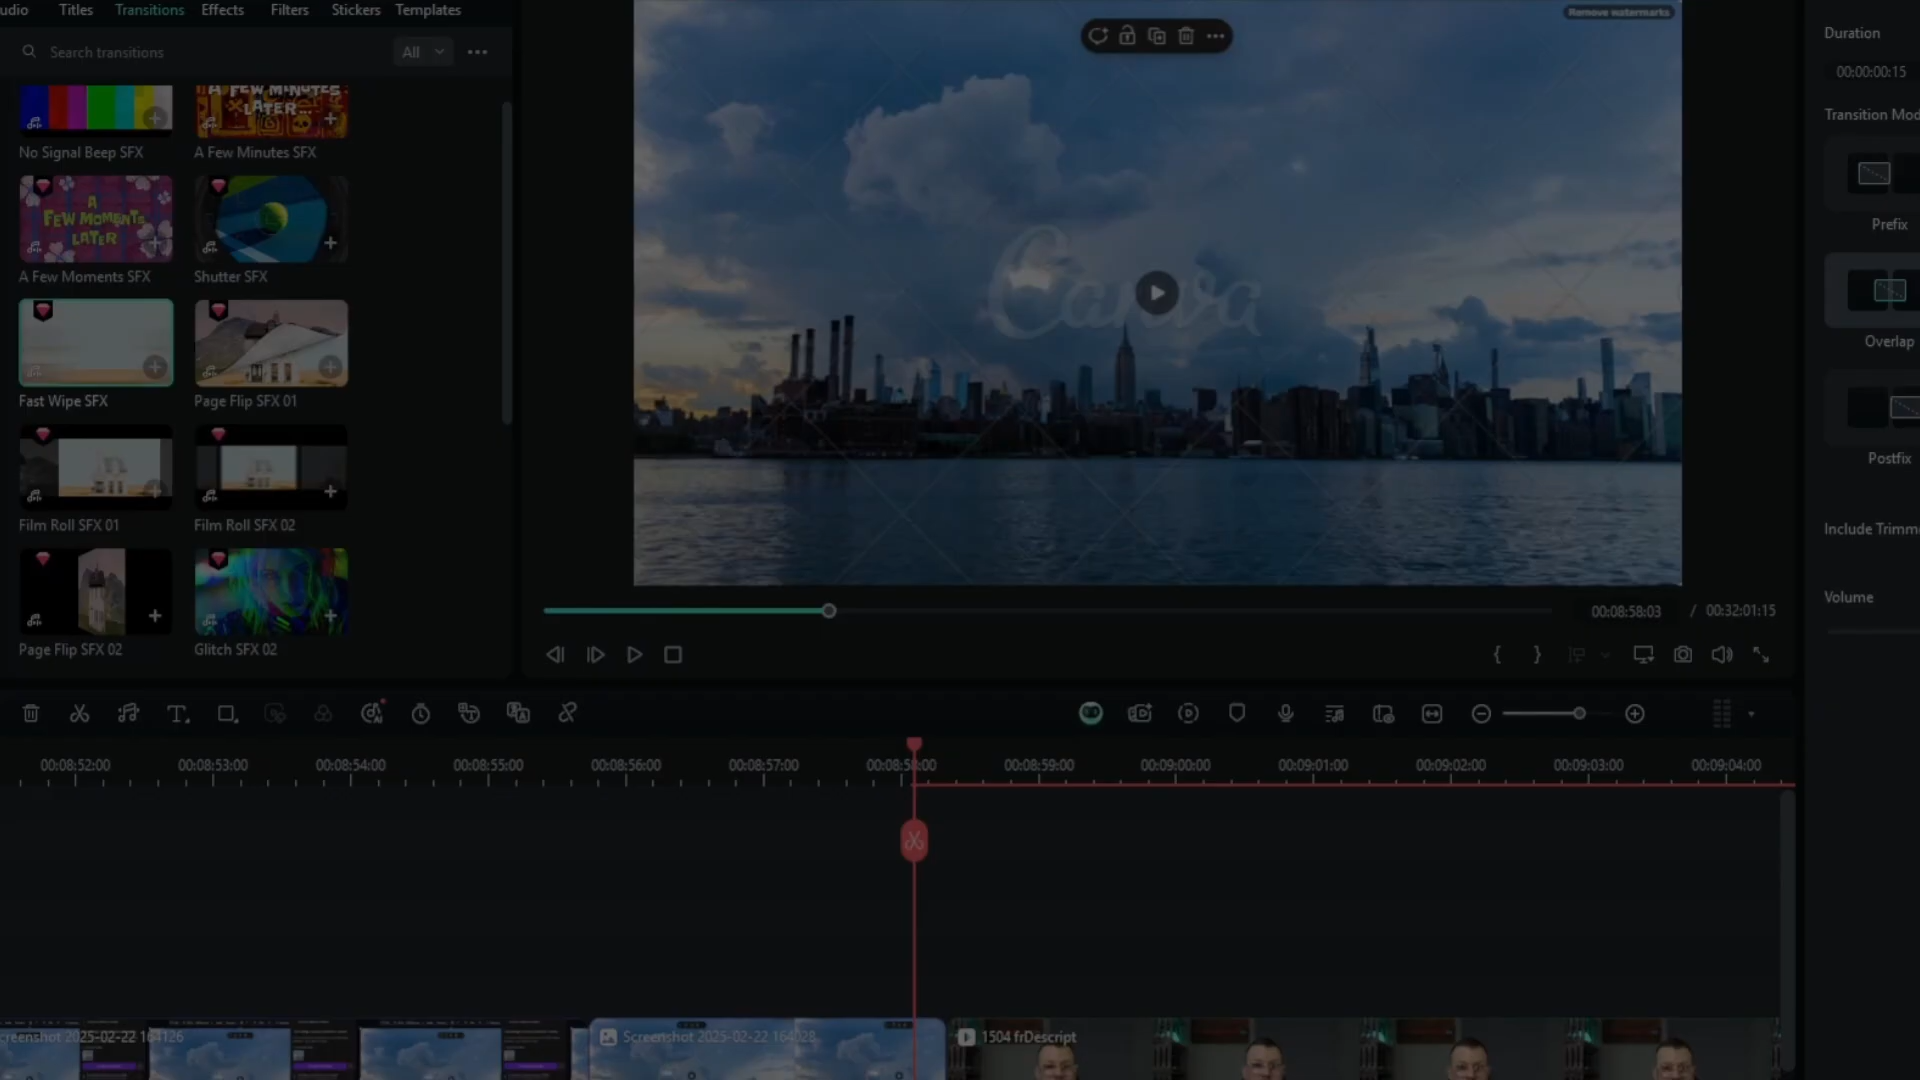 udio Titles Transitions Effects Filters Stickers Templates
Search transitions
All
No Signal Beep SFX
A FEW MINUTES
LATER...
A Few Minutes SFX
A
FEW MOMENTS
LATER
A Few Moments SFX
Shutter SFX
Fast Wipe SFX
Page Flip SFX 01
Film Roll SFX 01
Film Roll SFX 02
Page Flip SFX 02
Glitch SFX 02
Remove watermarks
Canva
00:08:58:03 / 00:32:01:15
Duration
00:00:00:15
Transition Mod
Prefix
Overlap
Postfix
Include Trimm
Volume
00:08:52:00 00:08:53:00 00:08:54:00 00:08:55:00 00:08:56:00 00:08:57:00 00:08:58:00 00:08:59:00 00:09:00:00 00:09:01:00 00:09:02:00 00:09:03:00 00:09:04:00
creenshot 2025-02-22 164126
Screenshot 2025-02-22 164028
1504 frDescript